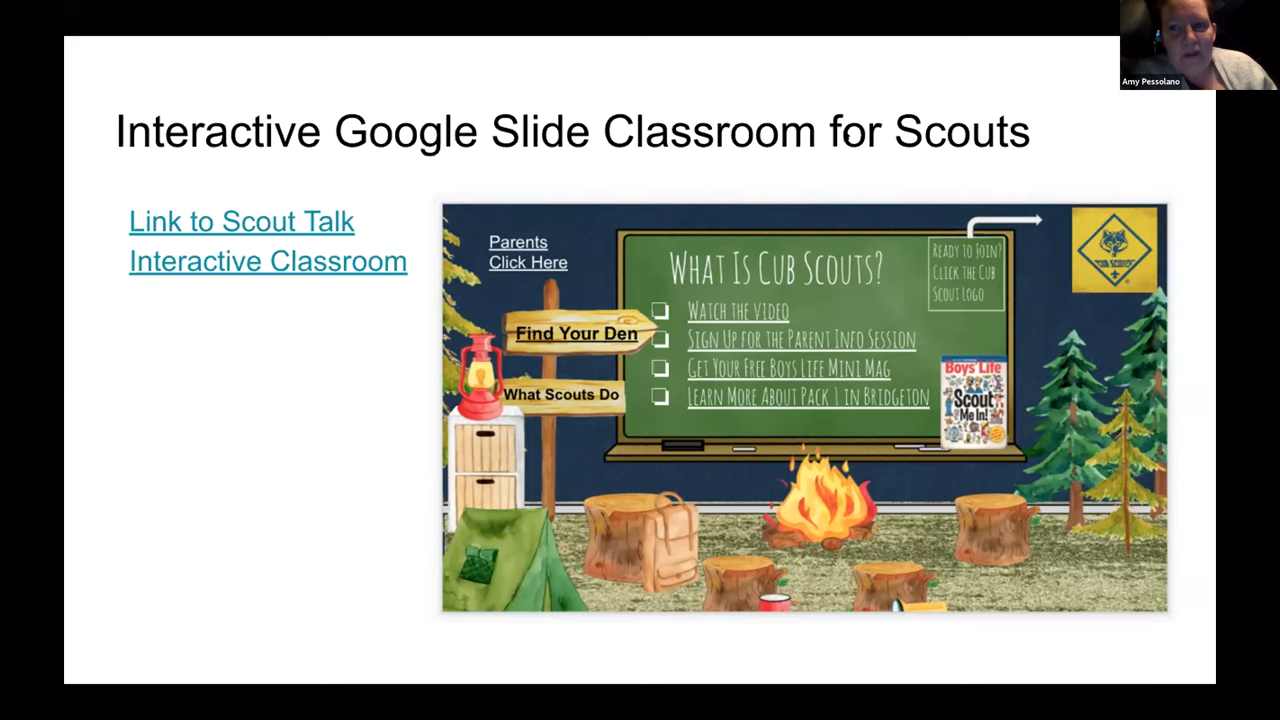 Amy Pessolano
Interactive Google Slide Classroom for Scouts
Link to Scout Talk
Interactive Classroom
Parents
Click Here
Find Your Den
What Scouts Do
What Is Cub Scouts?
Watch the video
Sign Up for the Parent Info Session
Get Your Free Boys Life Mini Mag
Learn More About Pack 1 in Bridgeton
Ready to Join?
Click the Cub
Scout Logo
Boys' Life
Scout
Me In!